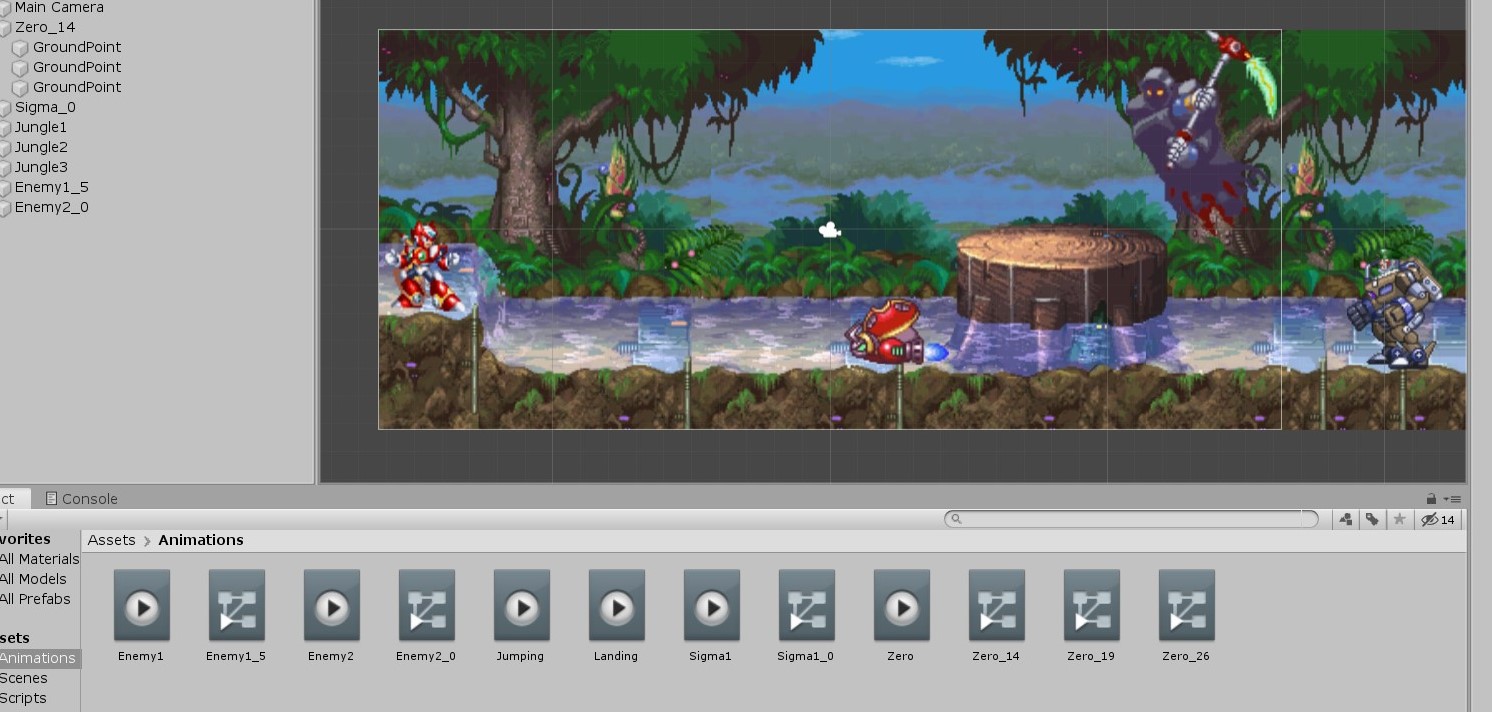 Main Camera
Zero_14
GroundPoint
GroundPoint
GroundPoint
Sigma_0
Jungle1
Jungle2
Jungle3
Enemy1_5
Enemy2_0
ct
Console
14
vorites
All Materials
All Models
All Prefabs
sets
Animations
Scenes
Scripts
Assets > Animations
Enemy1 Enemy1_5 Enemy2 Enemy2_0 Jumping Landing Sigma1 Sigma1_0 Zero Zero_14 Zero_19 Zero_26